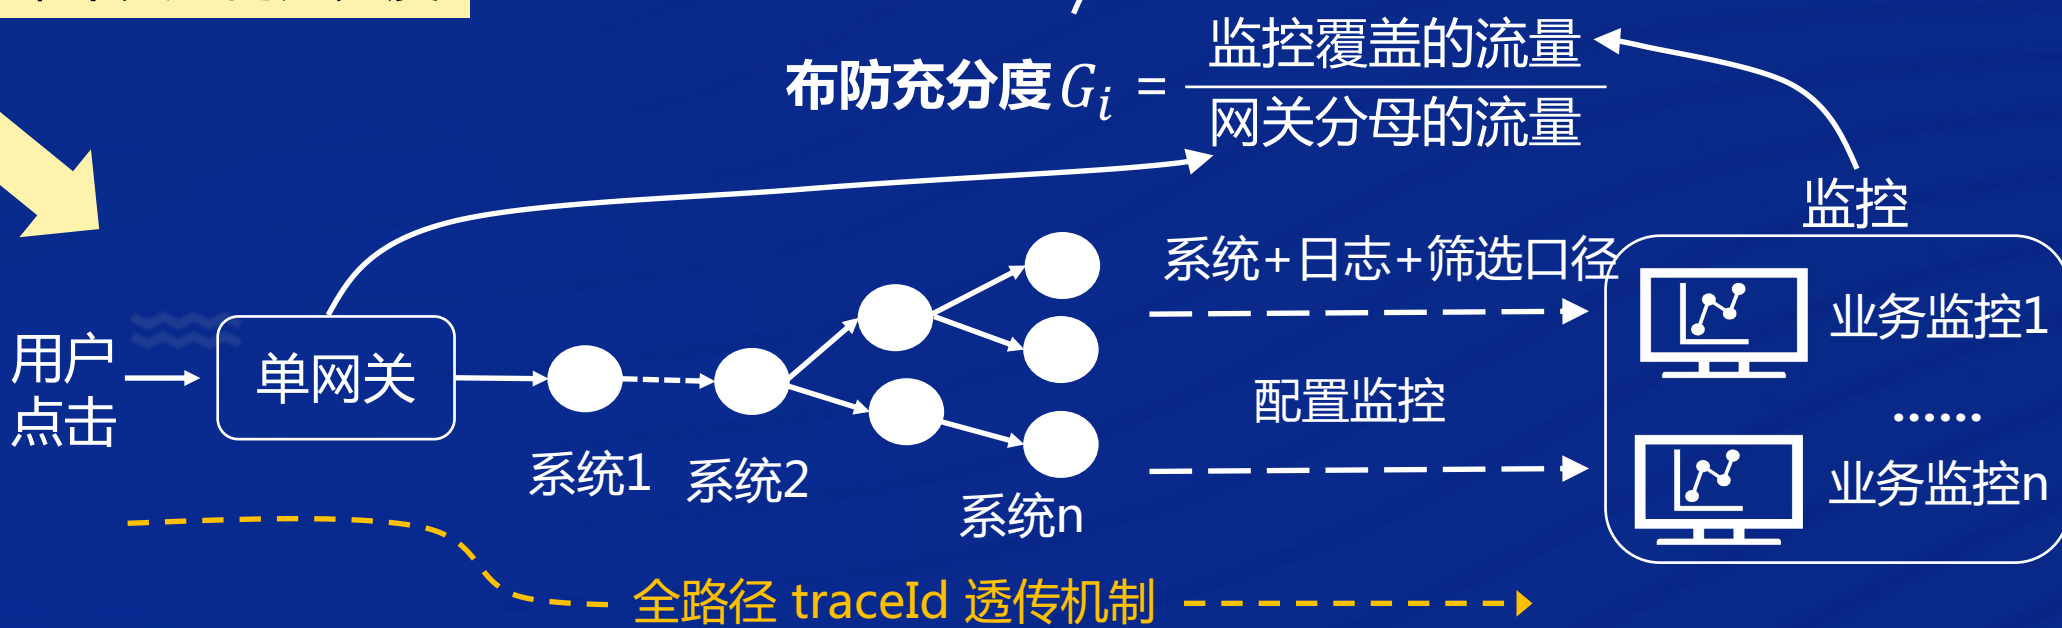 监控覆盖的流量
布防充分度 Gᵢ =
网关分母的流量
监控
系统+日志+筛选口径
业务监控1
用户
点击
单网关
配置监控
......
系统1
系统2
系统n
业务监控n
全路径 traceId 透传机制